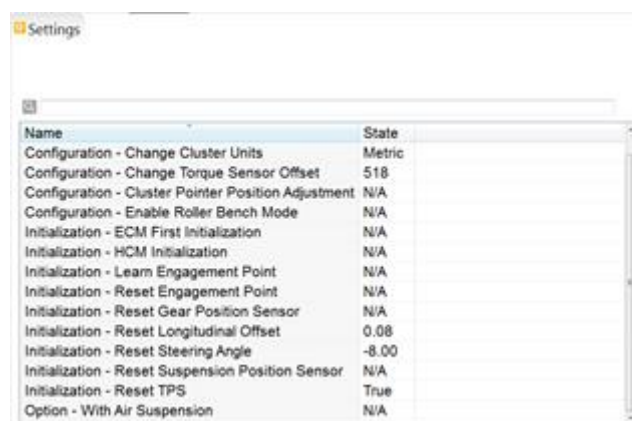 Settings
Name State
Configuration - Change Cluster Units Metric
Configuration - Change Torque Sensor Offset 518
Configuration - Cluster Pointer Position Adjustment N/A
Configuration - Enable Roller Bench Mode N/A
Initialization - ECM First Initialization N/A
Initialization - HCM Initialization N/A
Initialization - Learn Engagement Point N/A
Initialization - Reset Engagement Point N/A
Initialization - Reset Gear Position Sensor N/A
Initialization - Reset Longitudinal Offset 0.08
Initialization - Reset Steering Angle -8.00
Initialization - Reset Suspension Position Sensor N/A
Initialization - Reset TPS True
Option - With Air Suspension N/A